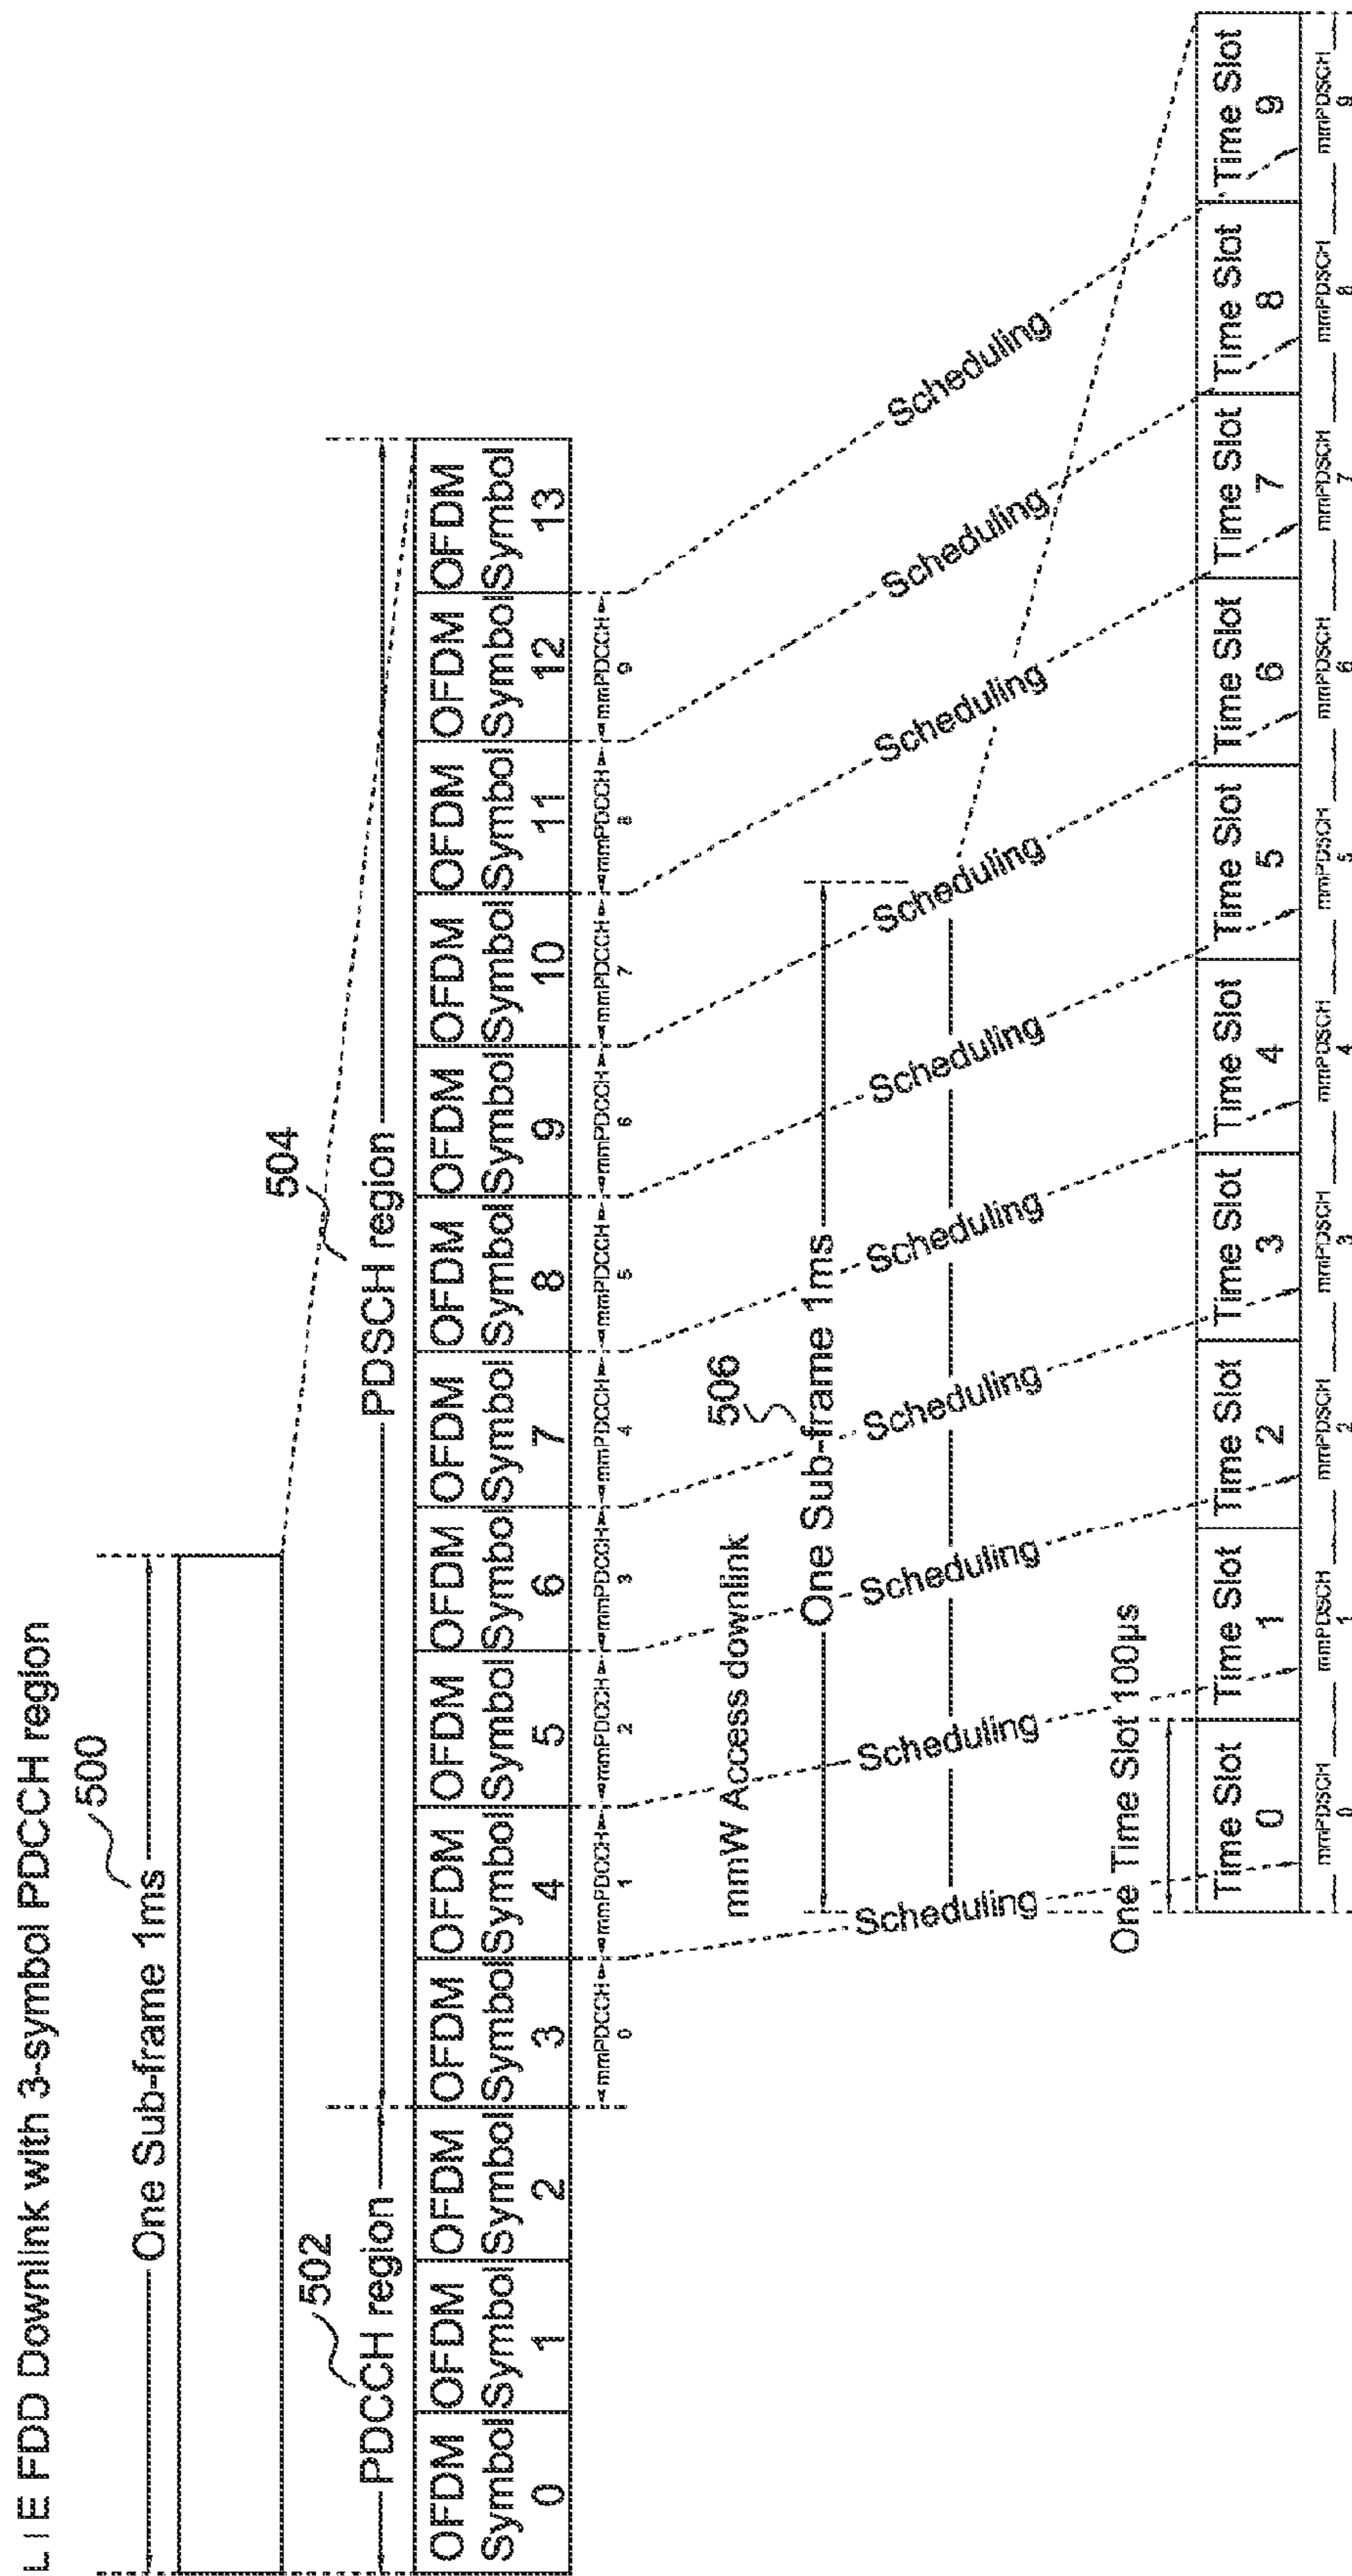 LTE FDD Downlink with 3-symbol PDCCH region
500
One Sub-frame 1ms
502
504
PDCCH region
PDSCH region
OFDM Symbol 0
OFDM Symbol 1
OFDM Symbol 2
OFDM Symbol 3
OFDM Symbol 4
OFDM Symbol 5
OFDM Symbol 6
OFDM Symbol 7
OFDM Symbol 8
OFDM Symbol 9
OFDM Symbol 10
OFDM Symbol 11
OFDM Symbol 12
OFDM Symbol 13
mmPDCCH 0
mmPDCCH 1
mmPDCCH 2
mmPDCCH 3
mmPDCCH 4
mmPDCCH 5
mmPDCCH 6
mmPDCCH 7
mmPDCCH 8
mmPDCCH 9
mmW Access downlink
506
One Sub-frame 1ms
Scheduling
Scheduling
Scheduling
Scheduling
Scheduling
Scheduling
Scheduling
Scheduling
Scheduling
Scheduling
One Time Slot 100µs
Time Slot 0
Time Slot 1
Time Slot 2
Time Slot 3
Time Slot 4
Time Slot 5
Time Slot 6
Time Slot 7
Time Slot 8
Time Slot 9
mmPDSCH 0
mmPDSCH 1
mmPDSCH 2
mmPDSCH 3
mmPDSCH 4
mmPDSCH 5
mmPDSCH 6
mmPDSCH 7
mmPDSCH 8
mmPDSCH 9